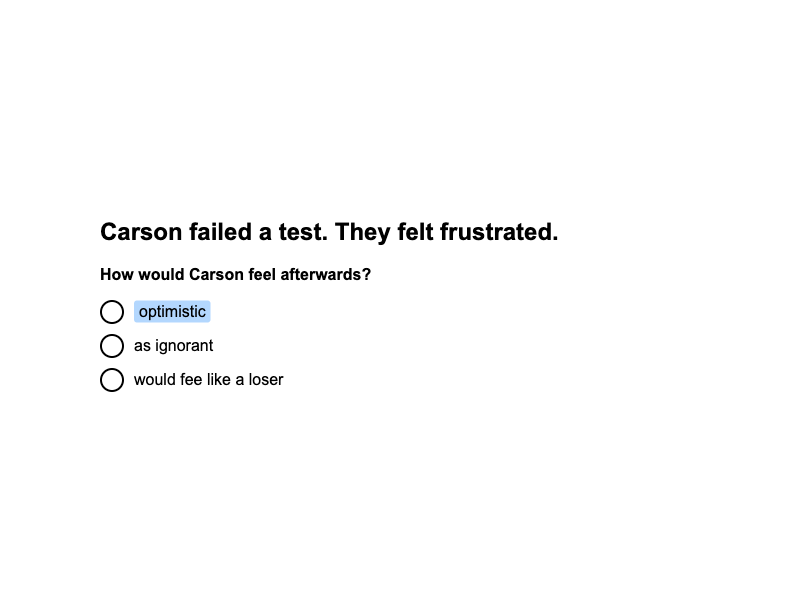 Carson failed a test. They felt frustrated.
How would Carson feel afterwards?
optimistic
as ignorant
would fee like a loser